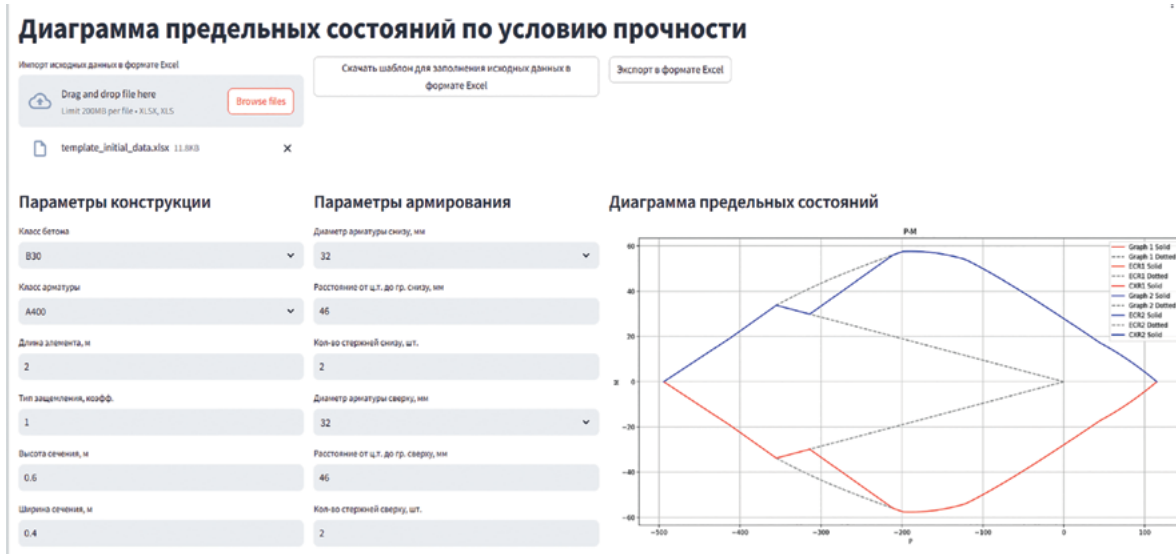 Диаграмма предельных состояний по условию прочности
Импорт исходных данных в формате Excel
Drag and drop file here
Limit 200MB per file • XLSX, XLS
Browse files
template_initial_data.xlsx 11.8KB
Скачать шаблон для заполнения исходных данных в
формате Excel
Экспорт в формате Excel
Параметры конструкции
Класс бетона
B30
Класс арматуры
A400
Длина элемента, м
2
Тип защемления, коэфф.
1
Высота сечения, м
0.6
Ширина сечения, м
0.4
Параметры армирования
Диаметр арматуры снизу, мм
32
Расстояние от ц.т. до гр. снизу, мм
46
Кол-во стержней снизу, шт.
2
Диаметр арматуры сверху, мм
32
Расстояние от ц.т. до гр. сверху, мм
46
Кол-во стержней сверху, шт.
2
Диаграмма предельных состояний
P-M
Graph 1 Solid
Graph 1 Dotted
ECR1 Solid
ECR1 Dotted
CXR1 Solid
Graph 2 Solid
Graph 2 Dotted
ECR2 Solid
ECR2 Dotted
CXR2 Solid
60
40
20
0
−20
−40
−60
M
−500
−400
−300
−200
−100
0
100
P